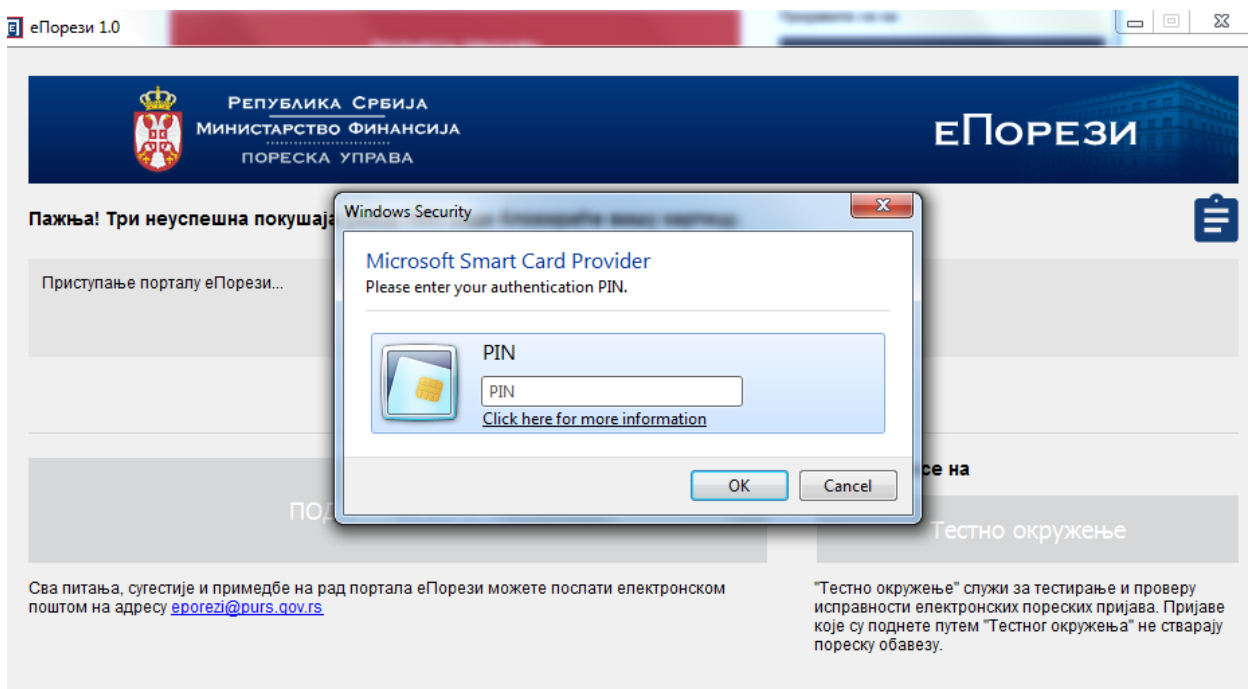 еПорези 1.0
РЕПУБЛИКА СРБИЈА
МИНИСТАРСТВО ФИНАНСИЈА
ПОРЕСКА УПРАВА
еПОРЕЗИ
Пажња! Три неуспешна покушаја
Приступање порталу еПорези...
Windows Security
Microsoft Smart Card Provider
Please enter your authentication PIN.
PIN
PIN
Click here for more information
OK
Cancel
се на
Тестно окружење
Сва питања, сугестије и примедбе на рад портала еПорези можете послати електронском
поштом на адресу eporezi@purs.gov.rs
"Тестно окружење" служи за тестирање и проверу
исправности електронских пореских пријава. Пријаве
које су поднете путем "Тестног окружења" не стварају
пореску обавезу.